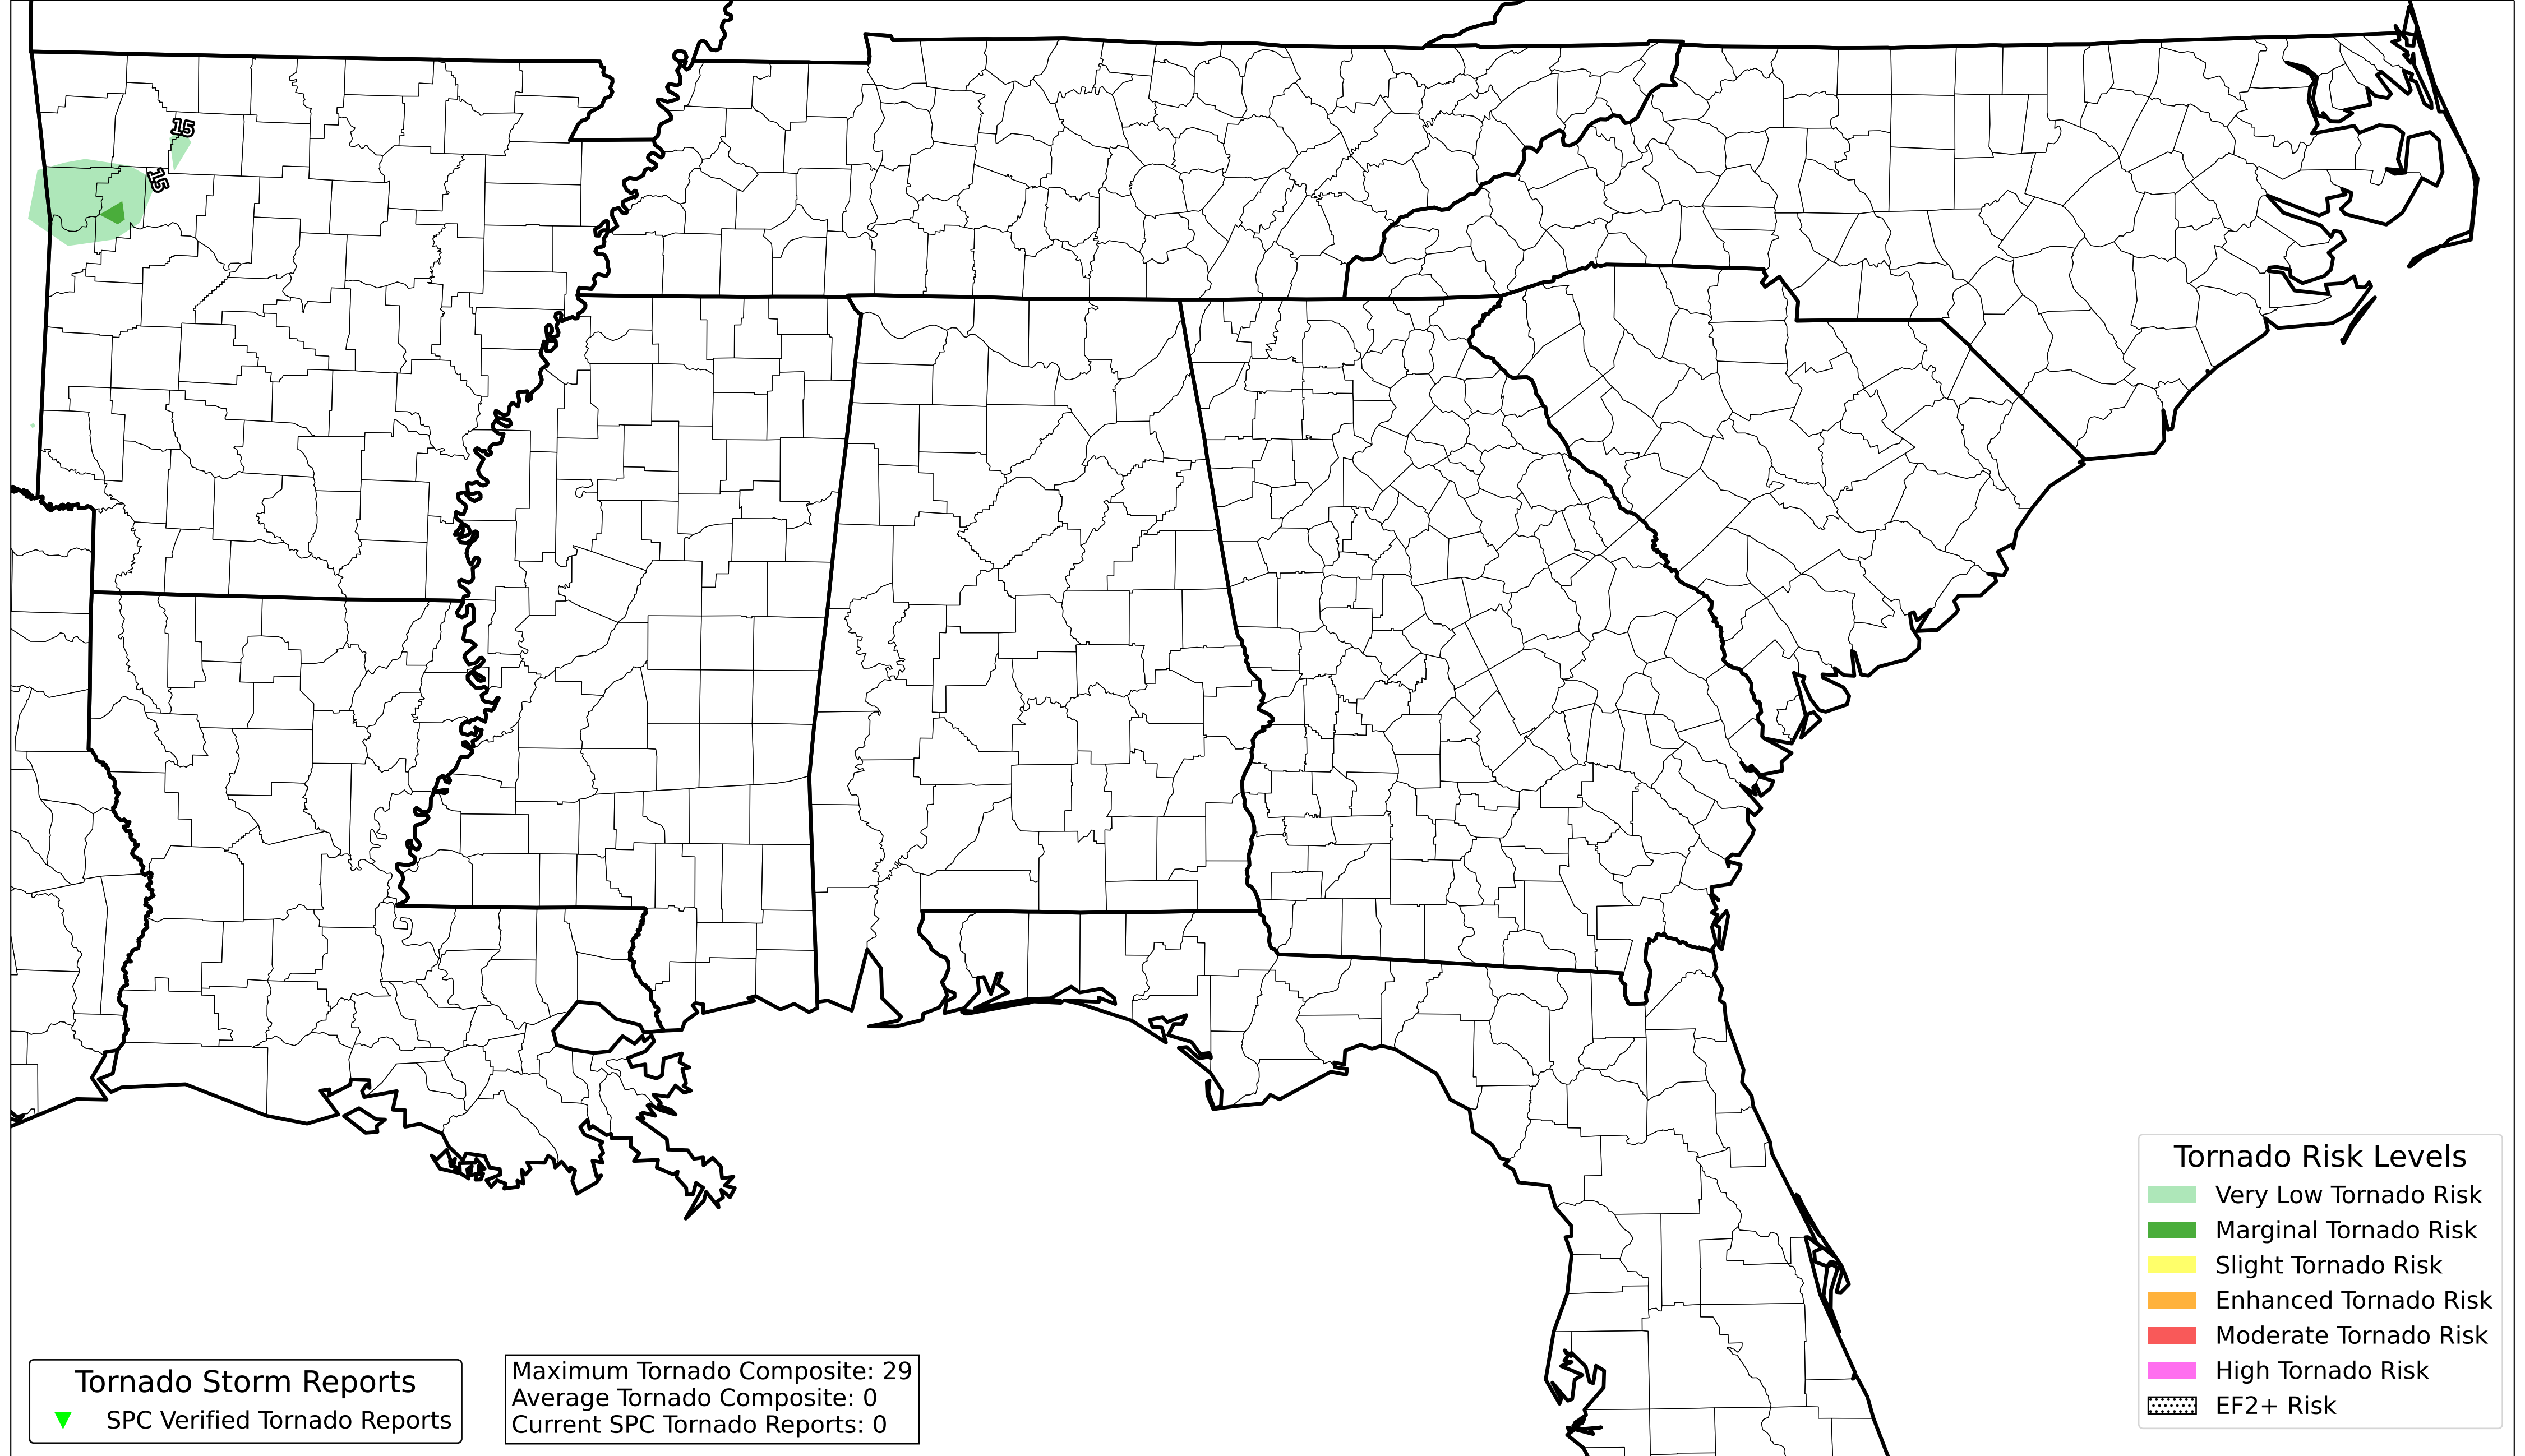 15
15
Tornado Risk Levels
Very Low Tornado Risk
Marginal Tornado Risk
Slight Tornado Risk
Enhanced Tornado Risk
Moderate Tornado Risk
High Tornado Risk
EF2+ Risk
Tornado Storm Reports
SPC Verified Tornado Reports
Maximum Tornado Composite: 29
Average Tornado Composite: 0
Current SPC Tornado Reports: 0